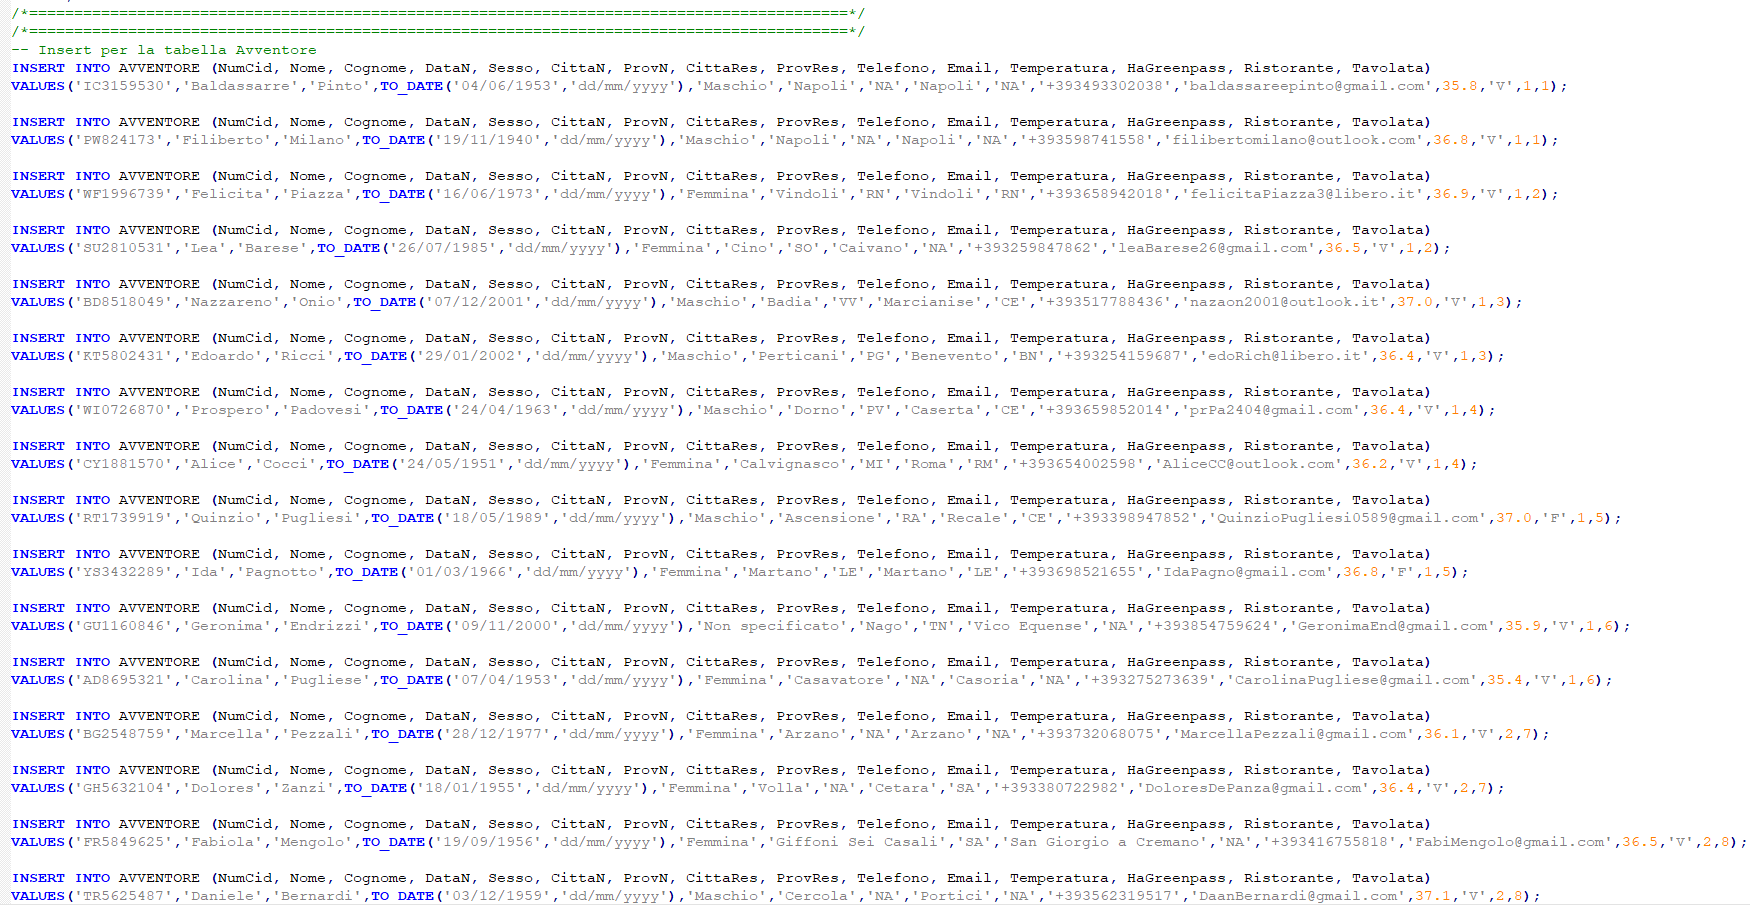 /*===========================================================================================*/
/*===========================================================================================*/
-- Insert per la tabella Avventore
INSERT INTO AVVENTORE (NumCid, Nome, Cognome, DataN, Sesso, CittaN, ProvN, CittaRes, ProvRes, Telefono, Email, Temperatura, HaGreenpass, Ristorante, Tavolata)
VALUES('IC3159530','Baldassarre','Pinto',TO_DATE('04/06/1953','dd/mm/yyyy'),'Maschio','Napoli','NA','Napoli','NA','+393493302038','baldassareepinto@gmail.com',35.8,'V',1,1);
INSERT INTO AVVENTORE (NumCid, Nome, Cognome, DataN, Sesso, CittaN, ProvN, CittaRes, ProvRes, Telefono, Email, Temperatura, HaGreenpass, Ristorante, Tavolata)
VALUES('PW824173','Filiberto','Milano',TO_DATE('19/11/1940','dd/mm/yyyy'),'Maschio','Napoli','NA','Napoli','NA','+393598741558','filibertomilano@outlook.com',36.8,'V',1,1);
INSERT INTO AVVENTORE (NumCid, Nome, Cognome, DataN, Sesso, CittaN, ProvN, CittaRes, ProvRes, Telefono, Email, Temperatura, HaGreenpass, Ristorante, Tavolata)
VALUES('WF1996739','Felicita','Piazza',TO_DATE('16/06/1973','dd/mm/yyyy'),'Femmina','Vindoli','RN','Vindoli','RN','+393658942018','felicitaPiazza3@libero.it',36.9,'V',1,2);
INSERT INTO AVVENTORE (NumCid, Nome, Cognome, DataN, Sesso, CittaN, ProvN, CittaRes, ProvRes, Telefono, Email, Temperatura, HaGreenpass, Ristorante, Tavolata)
VALUES('SU2810531','Lea','Barese',TO_DATE('26/07/1985','dd/mm/yyyy'),'Femmina','Cino','SO','Caivano','NA','+393259847862','leaBarese26@gmail.com',36.5,'V',1,2);
INSERT INTO AVVENTORE (NumCid, Nome, Cognome, DataN, Sesso, CittaN, ProvN, CittaRes, ProvRes, Telefono, Email, Temperatura, HaGreenpass, Ristorante, Tavolata)
VALUES('BD8518049','Nazzareno','Onio',TO_DATE('07/12/2001','dd/mm/yyyy'),'Maschio','Badia','VV','Marcianise','CE','+393517788436','nazaon2001@outlook.it',37.0,'V',1,3);
INSERT INTO AVVENTORE (NumCid, Nome, Cognome, DataN, Sesso, CittaN, ProvN, CittaRes, ProvRes, Telefono, Email, Temperatura, HaGreenpass, Ristorante, Tavolata)
VALUES('KT5802431','Edoardo','Ricci',TO_DATE('29/01/2002','dd/mm/yyyy'),'Maschio','Perticani','PG','Benevento','BN','+393254159687','edoRich@libero.it',36.4,'V',1,3);
INSERT INTO AVVENTORE (NumCid, Nome, Cognome, DataN, Sesso, CittaN, ProvN, CittaRes, ProvRes, Telefono, Email, Temperatura, HaGreenpass, Ristorante, Tavolata)
VALUES('WI0726870','Prospero','Padovesi',TO_DATE('24/04/1963','dd/mm/yyyy'),'Maschio','Dorno','PV','Caserta','CE','+393659852014','prPa2404@gmail.com',36.4,'V',1,4);
INSERT INTO AVVENTORE (NumCid, Nome, Cognome, DataN, Sesso, CittaN, ProvN, CittaRes, ProvRes, Telefono, Email, Temperatura, HaGreenpass, Ristorante, Tavolata)
VALUES('CY1881570','Alice','Cocci',TO_DATE('24/05/1951','dd/mm/yyyy'),'Femmina','Calvignasco','MI','Roma','RM','+393654002598','AliceCC@outlook.com',36.2,'V',1,4);
INSERT INTO AVVENTORE (NumCid, Nome, Cognome, DataN, Sesso, CittaN, ProvN, CittaRes, ProvRes, Telefono, Email, Temperatura, HaGreenpass, Ristorante, Tavolata)
VALUES('RT1739919','Quinzio','Pugliesi',TO_DATE('18/05/1989','dd/mm/yyyy'),'Maschio','Ascensione','RA','Recale','CE','+393398947852','QuinzioPugliesi0589@gmail.com',37.0,'F',1,5);
INSERT INTO AVVENTORE (NumCid, Nome, Cognome, DataN, Sesso, CittaN, ProvN, CittaRes, ProvRes, Telefono, Email, Temperatura, HaGreenpass, Ristorante, Tavolata)
VALUES('YS3432289','Ida','Pagnotto',TO_DATE('01/03/1966','dd/mm/yyyy'),'Femmina','Martano','LE','Martano','LE','+393698521655','IdaPagno@gmail.com',36.8,'F',1,5);
INSERT INTO AVVENTORE (NumCid, Nome, Cognome, DataN, Sesso, CittaN, ProvN, CittaRes, ProvRes, Telefono, Email, Temperatura, HaGreenpass, Ristorante, Tavolata)
VALUES('GU1160846','Geronima','Endrizzi',TO_DATE('09/11/2000','dd/mm/yyyy'),'Non specificato','Nago','TN','Vico Equense','NA','+393854759624','GeronimaEnd@gmail.com',35.9,'V',1,6);
INSERT INTO AVVENTORE (NumCid, Nome, Cognome, DataN, Sesso, CittaN, ProvN, CittaRes, ProvRes, Telefono, Email, Temperatura, HaGreenpass, Ristorante, Tavolata)
VALUES('AD8695321','Carolina','Pugliese',TO_DATE('07/04/1953','dd/mm/yyyy'),'Femmina','Casavatore','NA','Casoria','NA','+393275273639','CarolinaPugliese@gmail.com',35.4,'V',1,6);
INSERT INTO AVVENTORE (NumCid, Nome, Cognome, DataN, Sesso, CittaN, ProvN, CittaRes, ProvRes, Telefono, Email, Temperatura, HaGreenpass, Ristorante, Tavolata)
VALUES('BG2548759','Marcella','Pezzali',TO_DATE('28/12/1977','dd/mm/yyyy'),'Femmina','Arzano','NA','Arzano','NA','+393732068075','MarcellaPezzali@gmail.com',36.1,'V',2,7);
INSERT INTO AVVENTORE (NumCid, Nome, Cognome, DataN, Sesso, CittaN, ProvN, CittaRes, ProvRes, Telefono, Email, Temperatura, HaGreenpass, Ristorante, Tavolata)
VALUES('GH5632104','Dolores','Zanzi',TO_DATE('18/01/1955','dd/mm/yyyy'),'Femmina','Volla','NA','Cetara','SA','+393380722982','DoloresDePanza@gmail.com',36.4,'V',2,7);
INSERT INTO AVVENTORE (NumCid, Nome, Cognome, DataN, Sesso, CittaN, ProvN, CittaRes, ProvRes, Telefono, Email, Temperatura, HaGreenpass, Ristorante, Tavolata)
VALUES('FR5849625','Fabiola','Mengolo',TO_DATE('19/09/1956','dd/mm/yyyy'),'Femmina','Giffoni Sei Casali','SA','San Giorgio a Cremano','NA','+393416755818','FabiMengolo@gmail.com',36.5,'V',2,8);
INSERT INTO AVVENTORE (NumCid, Nome, Cognome, DataN, Sesso, CittaN, ProvN, CittaRes, ProvRes, Telefono, Email, Temperatura, HaGreenpass, Ristorante, Tavolata)
VALUES('TR5625487','Daniele','Bernardi',TO_DATE('03/12/1959','dd/mm/yyyy'),'Maschio','Cercola','NA','Portici','NA','+393562319517','DaanBernardi@gmail.com',37.1,'V',2,8);